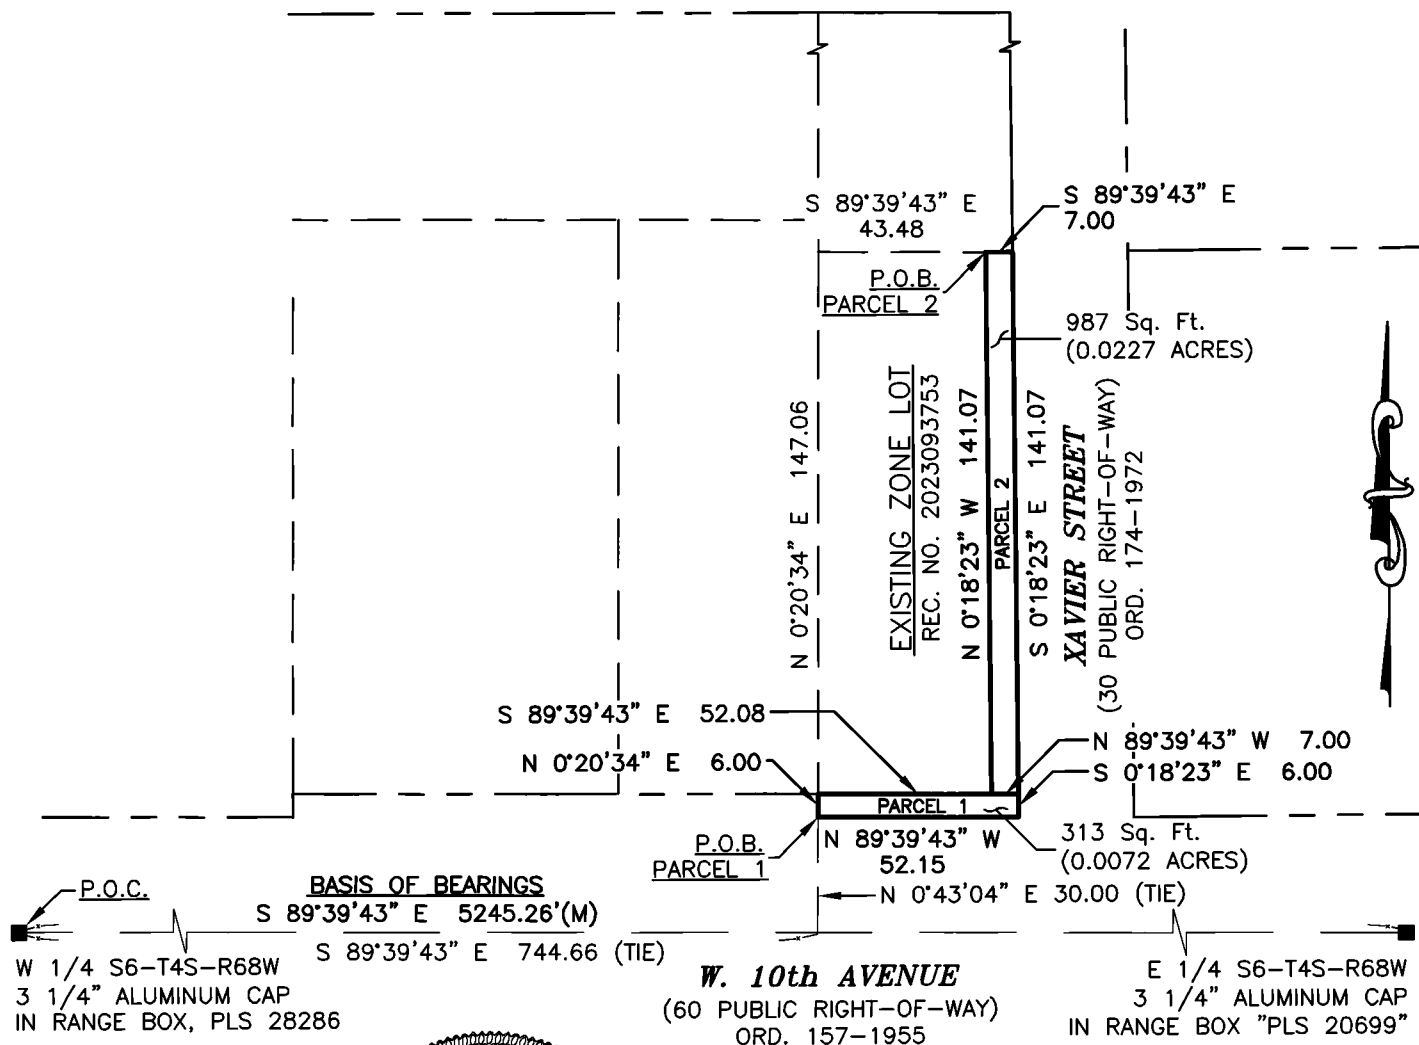 S 89°39'43" E
43.48
S 89°39'43" E
7.00
P.O.B.
PARCEL 2
987 Sq. Ft.
(0.0227 ACRES)
N 0°20'34" E 147.06
EXISTING ZONE LOT
REC. NO. 2023093753
N 0°18'23" W 141.07
PARCEL 2
S 0°18'23" E 141.07
XAVIER STREET
(30 PUBLIC RIGHT-OF-WAY)
ORD. 174-1972
S 89°39'43" E 52.08
N 0°20'34" E 6.00
N 89°39'43" W 7.00
S 0°18'23" E 6.00
PARCEL 1
P.O.B.
PARCEL 1
N 89°39'43" W
52.15
313 Sq. Ft.
(0.0072 ACRES)
N 0°43'04" E 30.00 (TIE)
P.O.C.
BASIS OF BEARINGS
S 89°39'43" E 5245.26'(M)
S 89°39'43" E 744.66 (TIE)
W 1/4 S6-T4S-R68W
3 1/4" ALUMINUM CAP
IN RANGE BOX, PLS 28286
W. 10th AVENUE
(60 PUBLIC RIGHT-OF-WAY)
ORD. 157-1955
E 1/4 S6-T4S-R68W
3 1/4" ALUMINUM CAP
IN RANGE BOX "PLS 20699"